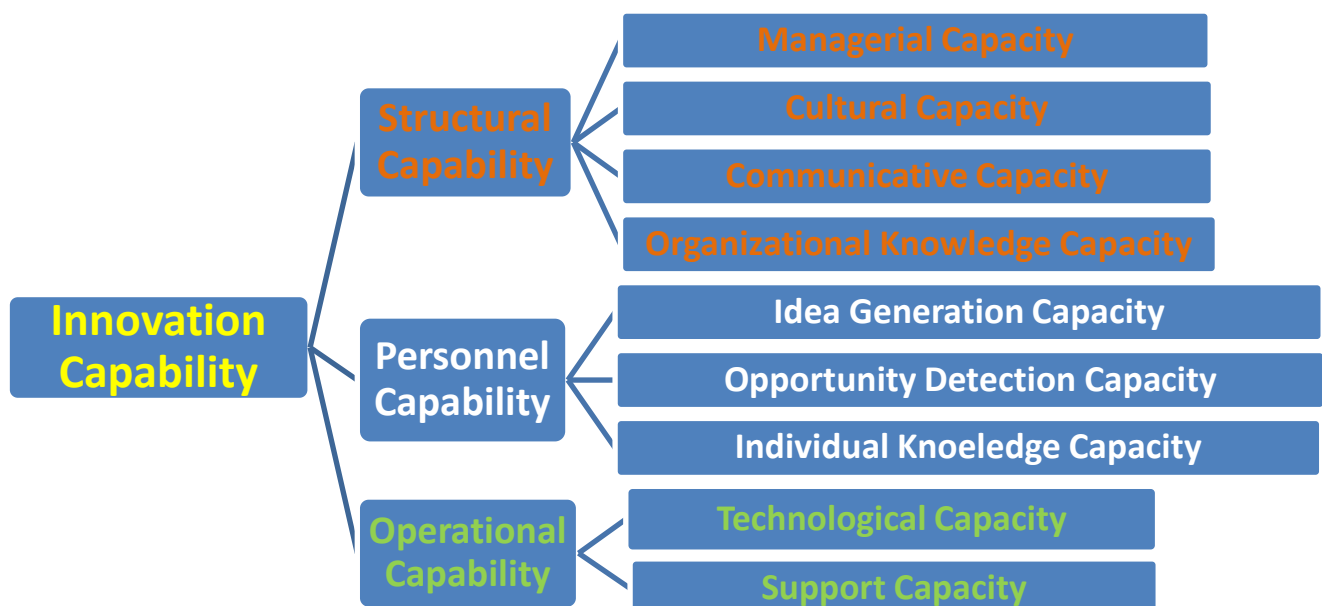 Innovation
Capability
Structural
Capability
Managerial Capacity
Cultural Capacity
Communicative Capacity
Organizational Knowledge Capacity
Personnel
Capability
Idea Generation Capacity
Opportunity Detection Capacity
Individual Knoeledge Capacity
Operational
Capability
Technological Capacity
Support Capacity